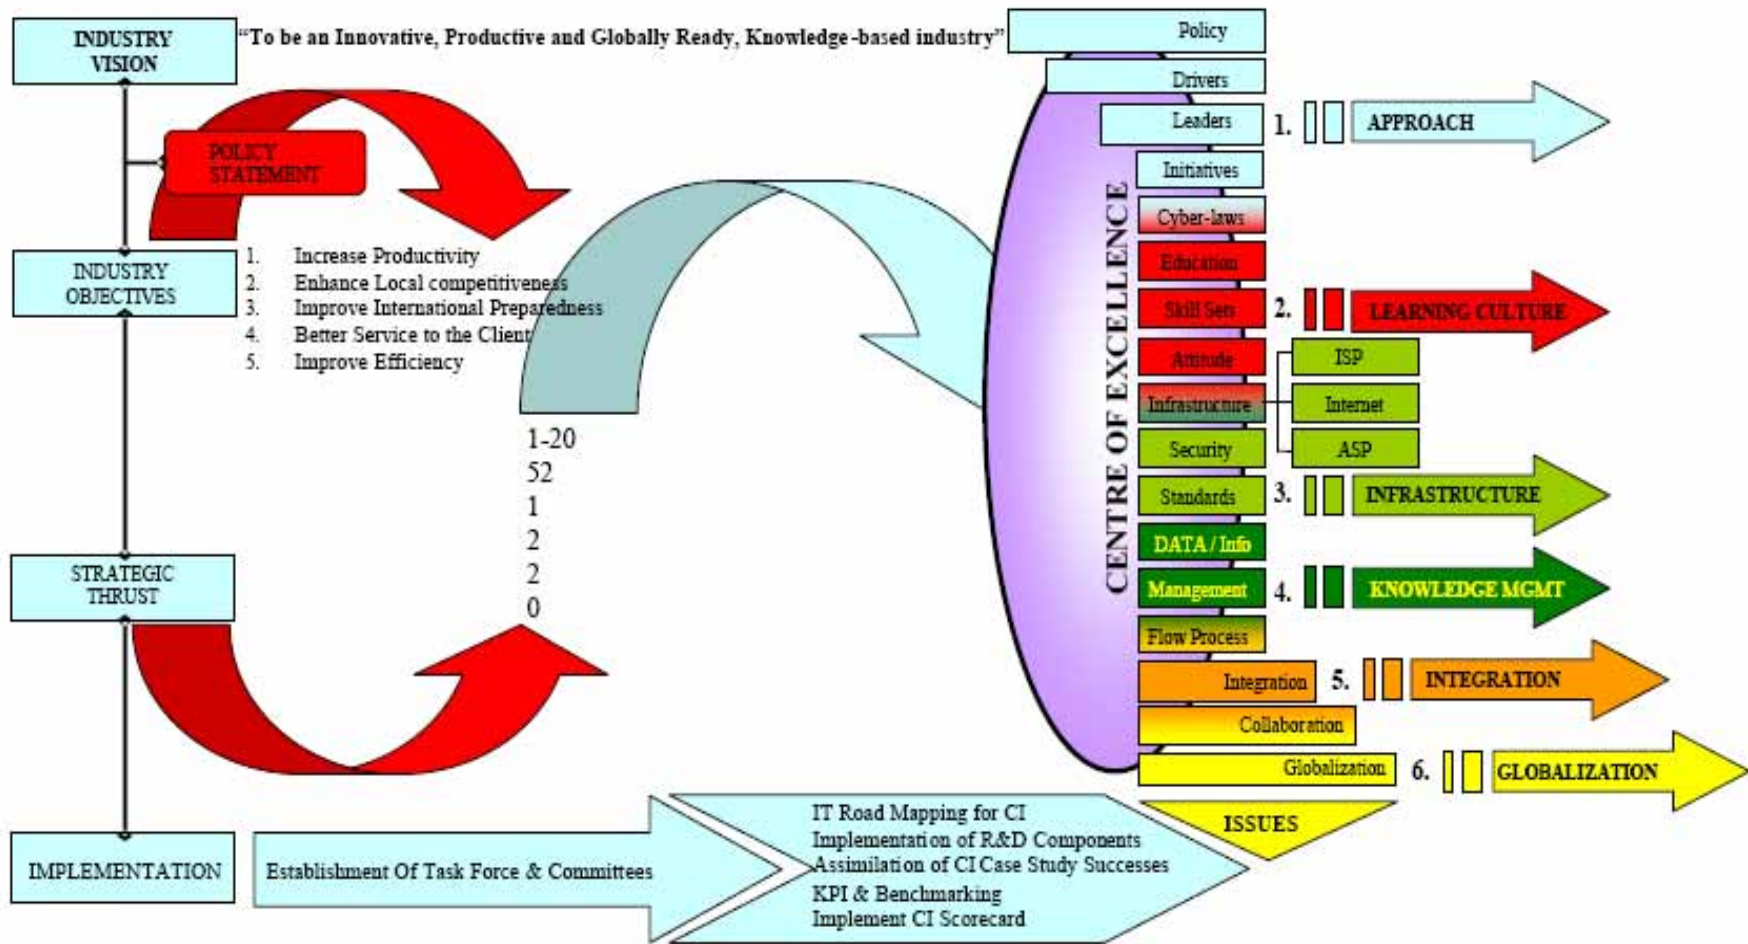 INDUSTRY
VISION
“To be an Innovative, Productive and Globally Ready, Knowledge-based industry”
POLICY
STATEMENT
INDUSTRY
OBJECTIVES
1. Increase Productivity
2. Enhance Local competitiveness
3. Improve International Preparedness
4. Better Service to the Client
5. Improve Efficiency
1-20
52
1
2
2
0
STRATEGIC
THRUST
IMPLEMENTATION
Establishment Of Task Force & Committees
IT Road Mapping for CI
Implementation of R&D Components
Assimilation of CI Case Study Successes
KPI & Benchmarking
Implement CI Scorecard
CENTRE OF EXCELLENCE
Policy
Drivers
Leaders
Initiatives
Cyber-laws
Education
Skill Sets
Attitude
Infrastructure
Security
Standards
DATA / Info
Management
Flow Process
Integration
Collaboration
Globalization
ISSUES
ISP
Internet
ASP
1. APPROACH
2. LEARNING CULTURE
3. INFRASTRUCTURE
4. KNOWLEDGE MGMT
5. INTEGRATION
6. GLOBALIZATION